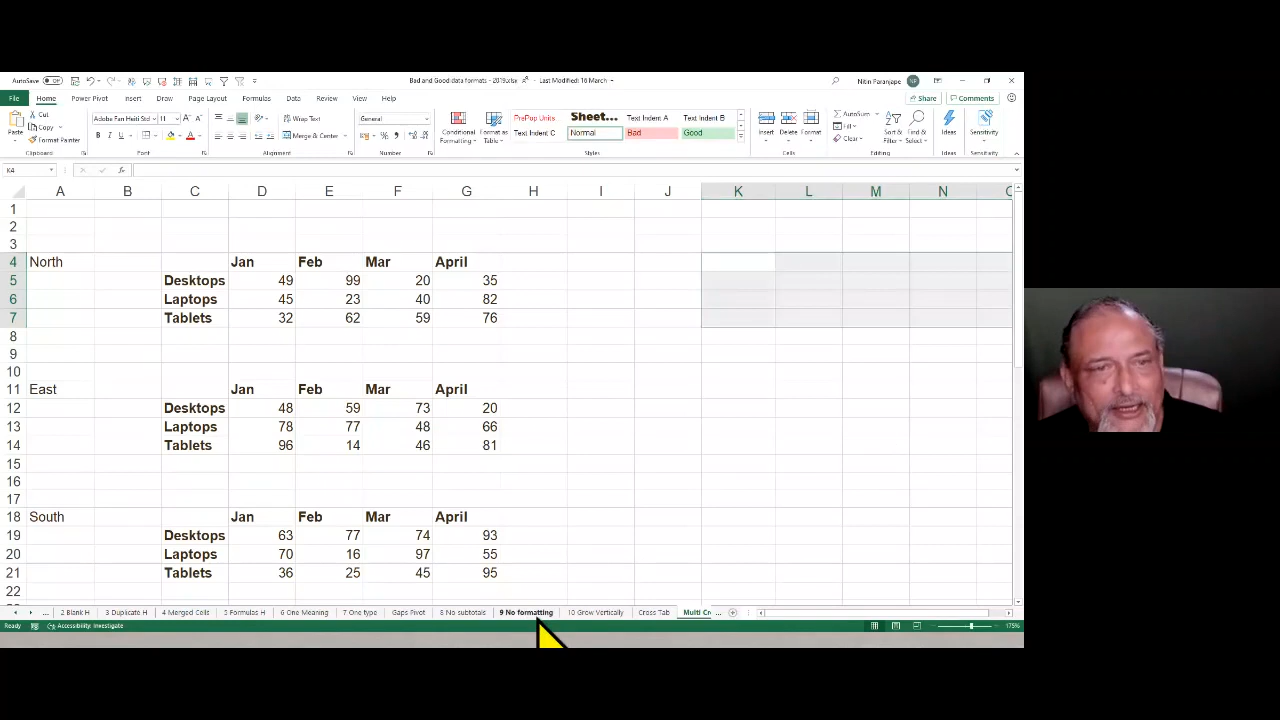 AutoSave Off
Bad and Good data formats - 2019.xlsx - Last Modified: 16 March
Nitin Paranjape NP
File Home Power Pivot Insert Draw Page Layout Formulas Data Review View Help Share Comments
Paste Cut Copy Format Painter Clipboard
Adobe Fan Heiti Std 11 Font
Wrap Text Merge & Center Alignment
General Number
Conditional Formatting Format as Table
PrePop Units Sheet... Text Indent A Text Indent B
Text Indent C Normal Bad Good
Styles
Insert Delete Format Cells
AutoSum Fill Clear Sort & Filter Find & Select Editing
Ideas Ideas
Sensitivity Sensitivity
K4
A B C D E F G H I J K L M N
1
2
3
4 North Jan Feb Mar April
5 Desktops 49 99 20 35
6 Laptops 45 23 40 82
7 Tablets 32 62 59 76
8
9
10
11 East Jan Feb Mar April
12 Desktops 48 59 73 20
13 Laptops 78 77 48 66
14 Tablets 96 14 46 81
15
16
17
18 South Jan Feb Mar April
19 Desktops 63 77 74 93
20 Laptops 70 16 97 55
21 Tablets 36 25 45 95
22
... 2 Blank H 3 Duplicate H 4 Merged Cells 5 Formulas H 6 One Meaning 7 One type Gaps Pivot 8 No subtotals 9 No formatting 10 Grow Vertically Cross Tab Multi Cr ...
Ready Accessibility: Investigate 175%